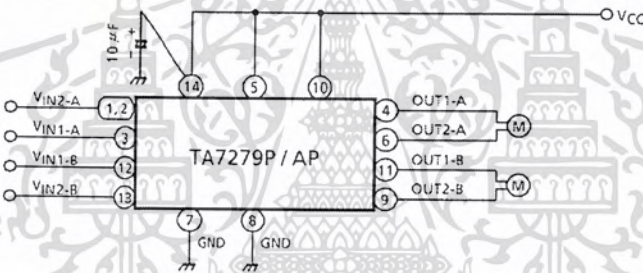 10 µF
+
−
VCC
14
5
10
VIN2-A
1,2
4
OUT1-A
M
VIN1-A
3
TA7279P / AP
6
OUT2-A
VIN1-B
12
11
OUT1-B
M
VIN2-B
13
9
OUT2-B
7
GND
8
GND